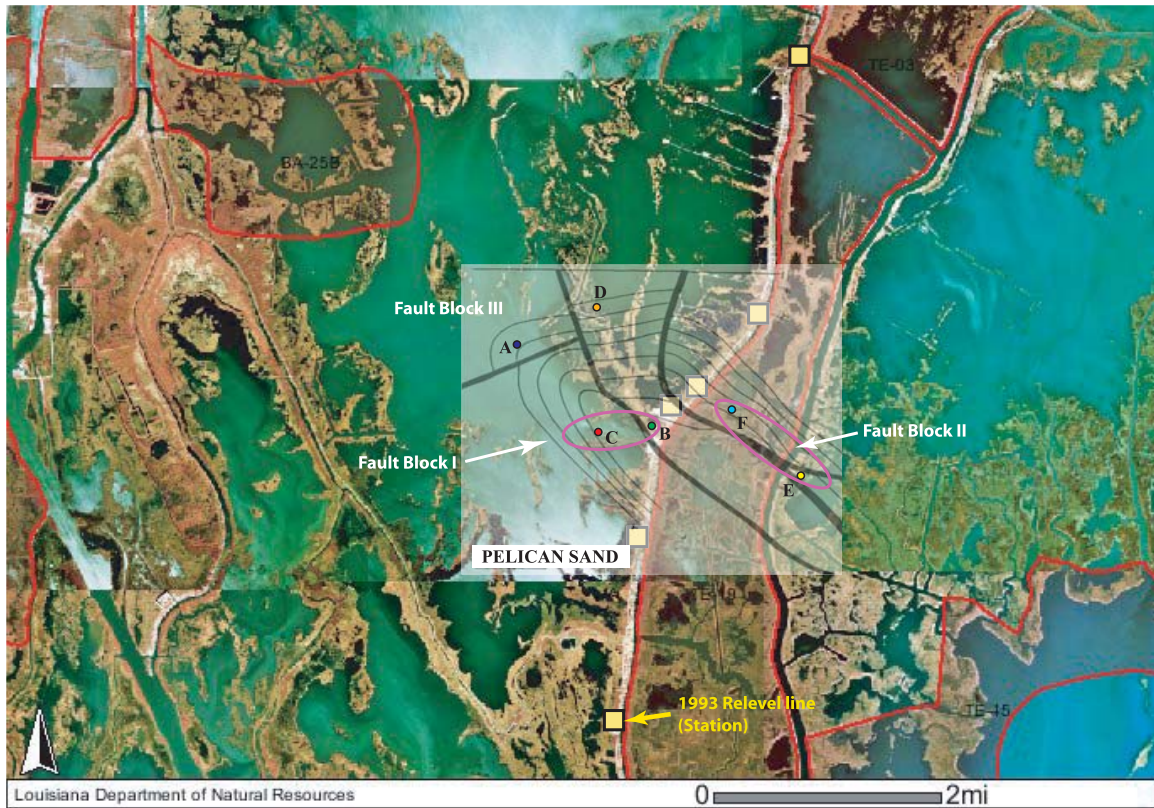 TE-03
BA-25B
D
Fault Block III
A
F
C
B
Fault Block II
Fault Block I
E
PELICAN SAND
1993 Relevel line
(Station)
TE-15
Louisiana Department of Natural Resources
0
2mi